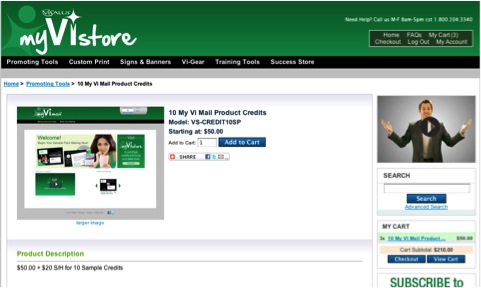 VISALUS
myVistore
Need Help? Call us M-F 8am-5pm cst 1.800.204.3340
Home FAQs My Cart (3)
Checkout Log Out My Account
Promoting Tools Custom Print Signs & Banners Vi-Gear Training Tools Success Store
Home > Promoting Tools > 10 My Vi Mail Product Credits
10 My Vi Mail Product Credits
Model: VS-CREDIT10SP
Starting at: $50.00
Add to Cart: 1 Add to Cart
SHARE
myVimail
Welcome!
myVistore
larger image
SEARCH
Search
Advanced Search
MY CART
3x 10 My Vi Mail Product ... $50.00
Cart Subtotal: $210.00
Checkout View Cart
Product Description
$50.00 + $20 S/H for 10 Sample Credits
SUBSCRIBE to